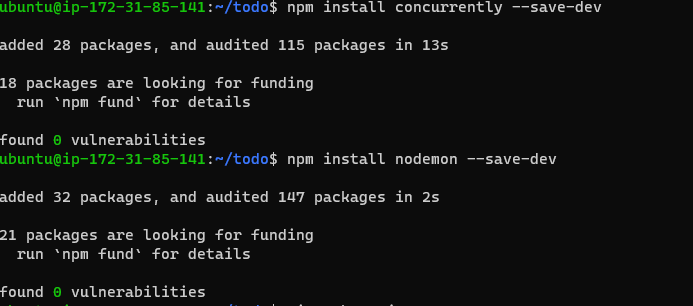 ubuntu@ip-172-31-85-141:~/todo$ npm install concurrently --save-dev
added 28 packages, and audited 115 packages in 13s
18 packages are looking for funding
run `npm fund` for details
found 0 vulnerabilities
ubuntu@ip-172-31-85-141:~/todo$ npm install nodemon --save-dev
added 32 packages, and audited 147 packages in 2s
21 packages are looking for funding
run `npm fund` for details
found 0 vulnerabilities